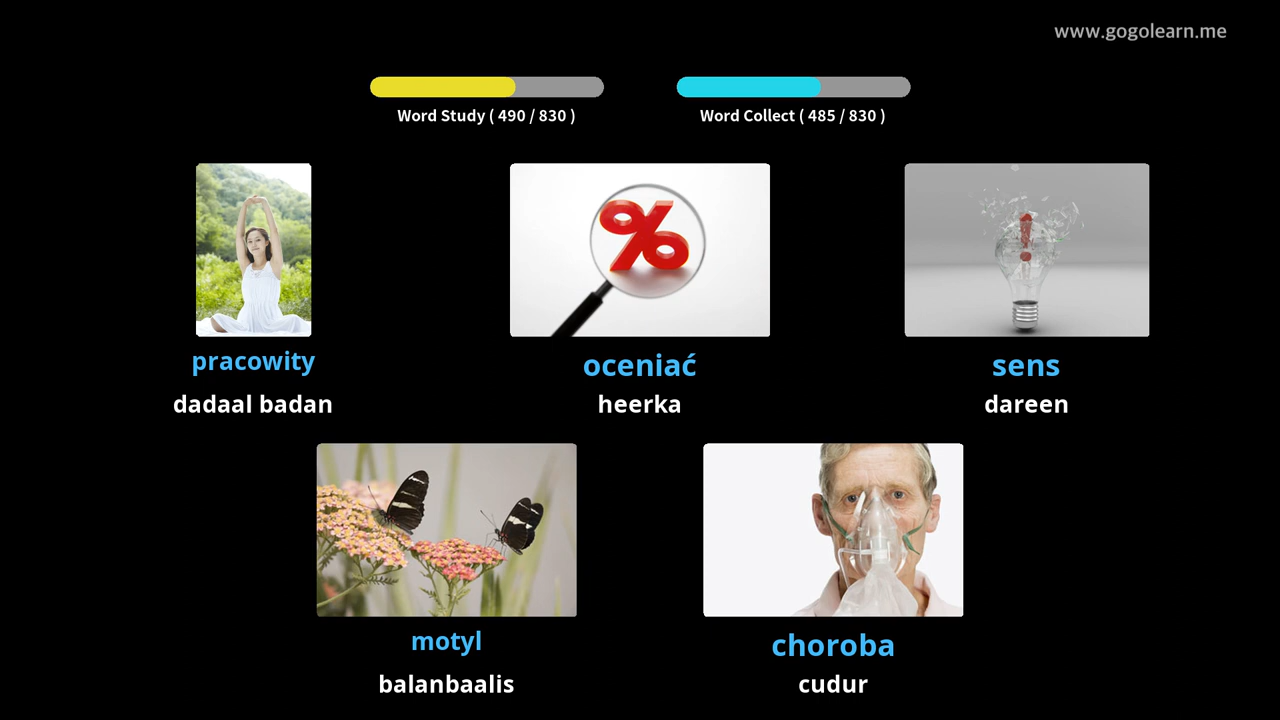 www.gogolearn.me
Word Study ( 490 / 830 )
Word Collect ( 485 / 830 )
pracowity
dadaal badan
oceniać
heerka
sens
dareen
motyl
balanbaalis
choroba
cudur